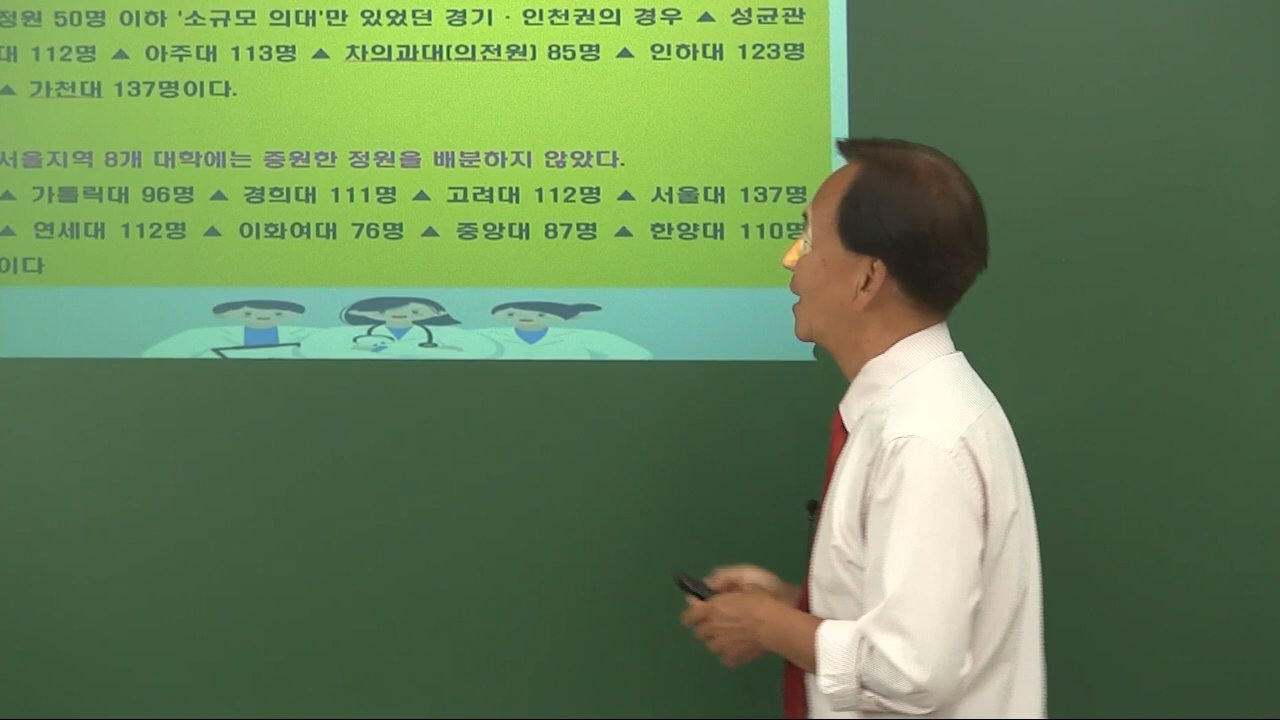 정원 50명 이하 '소규모 의대'만 있었던 경기 · 인천권의 경우 ▲ 성균관
대 112명 ▲ 아주대 113명 ▲ 차의과대(의전원) 85명 ▲ 인하대 123명
▲ 가천대 137명이다.
서울지역 8개 대학에는 증원한 정원을 배분하지 않았다.
▲ 가톨릭대 96명 ▲ 경희대 111명 ▲ 고려대 112명 ▲ 서울대 137명
▲ 연세대 112명 ▲ 이화여대 76명 ▲ 중앙대 87명 ▲ 한양대 110명
이다